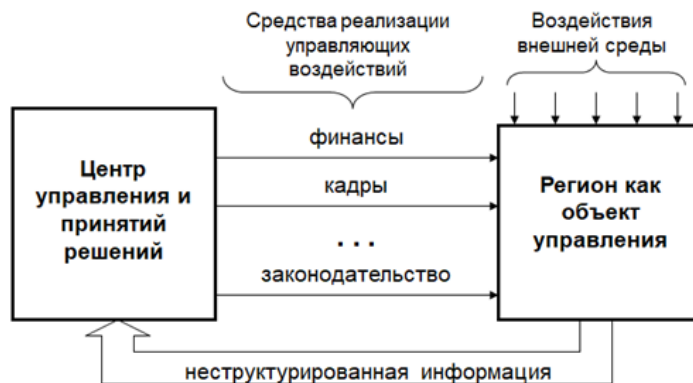 Средства реализации
управляющих
воздействий
Воздействия
внешней среды
Центр
управления и
принятий
решений
финансы
кадры
...
законодательство
Регион как
объект
управления
неструктурированная информация